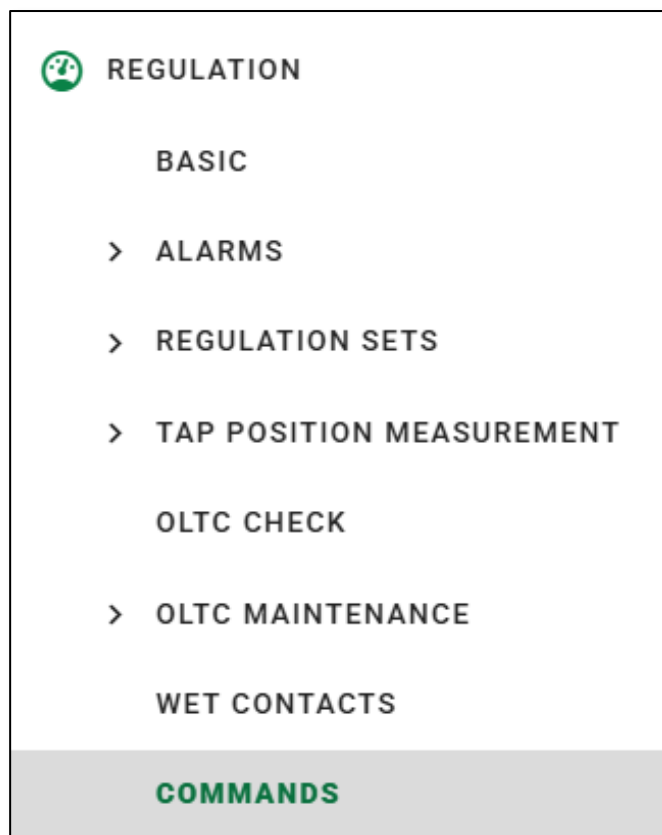 REGULATION
BASIC
ALARMS
REGULATION SETS
TAP POSITION MEASUREMENT
OLTC CHECK
OLTC MAINTENANCE
WET CONTACTS
COMMANDS